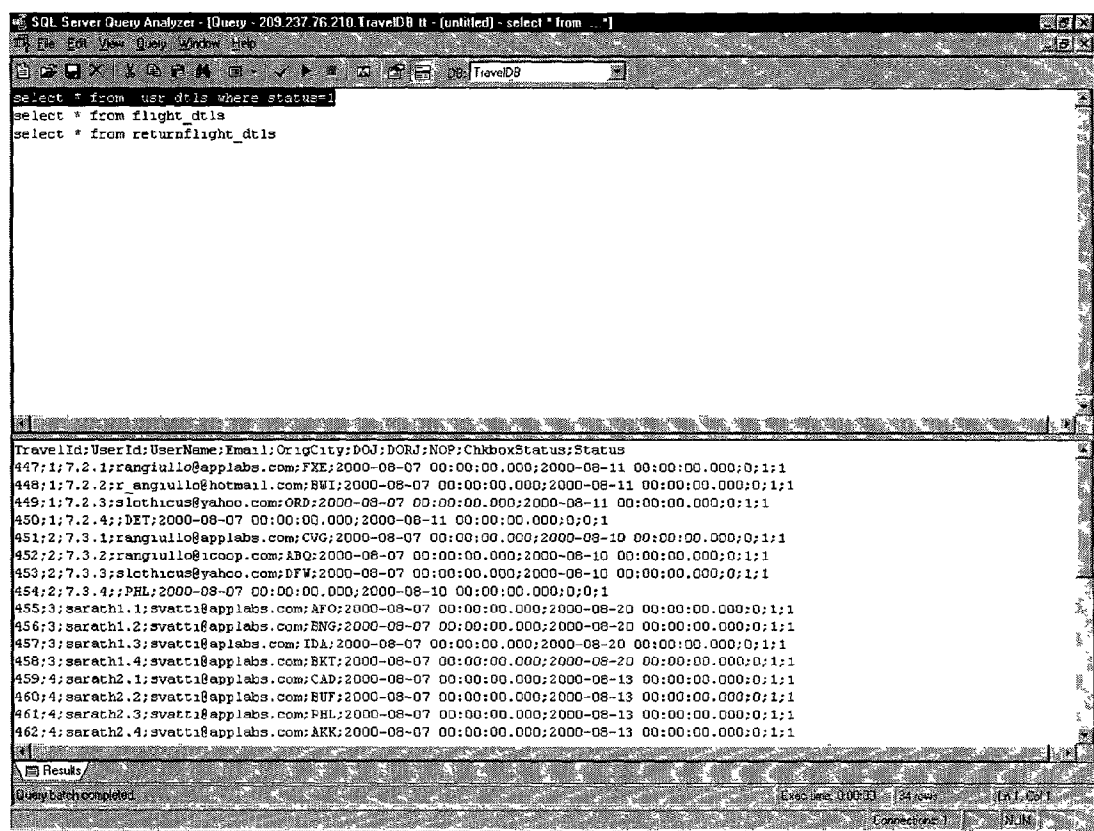 SQL Server Query Analyzer - [Query - 209.237.76.210.TravelDB tt - (untitled) - select * from ... *]
File Edit View Query Window Help
DB: TravelDB
select * from usr_dtls where status=1
select * from flight_dtls
select * from returnflight_dtls
TravelId;UserId;UserName;Email;OrigCity;DOJ;DORJ;NOP;ChkboxStatus;Status
447;1;7.2.1;rangiullo@applabs.com;FXE;2000-08-07 00:00:00.000;2000-08-11 00:00:00.000;0;1;1
448;1;7.2.2;r_angiullo@hotmail.com;BWI;2000-08-07 00:00:00.000;2000-08-11 00:00:00.000;0;1;1
449;1;7.2.3;slothicus@yahoo.com;ORD;2000-08-07 00:00:00.000;2000-08-11 00:00:00.000;0;1;1
450;1;7.2.4;;DET;2000-08-07 00:00:00.000;2000-08-11 00:00:00.000;0;0;1
451;2;7.3.1;rangiullo@applabs.com;CVG;2000-08-07 00:00:00.000;2000-08-10 00:00:00.000;0;1;1
452;2;7.3.2;rangiullo@icoop.com;ABQ;2000-08-07 00:00:00.000;2000-08-10 00:00:00.000;0;1;1
453;2;7.3.3;slothicus@yahoo.com;DFW;2000-08-07 00:00:00.000;2000-08-10 00:00:00.000;0;1;1
454;2;7.3.4;;PHL;2000-08-07 00:00:00.000;2000-08-10 00:00:00.000;0;0;1
455;3;sarath1.1;svatti@applabs.com;AFO;2000-08-07 00:00:00.000;2000-08-20 00:00:00.000;0;1;1
456;3;sarath1.2;svatti@applabs.com;BNG;2000-08-07 00:00:00.000;2000-08-20 00:00:00.000;0;1;1
457;3;sarath1.3;svatti@aplabs.com;IDA;2000-08-07 00:00:00.000;2000-08-20 00:00:00.000;0;1;1
458;3;sarath1.4;svatti@applabs.com;BKT;2000-08-07 00:00:00.000;2000-08-20 00:00:00.000;0;1;1
459;4;sarath2.1;svatti@applabs.com;CAD;2000-08-07 00:00:00.000;2000-08-13 00:00:00.000;0;1;1
460;4;sarath2.2;svatti@applabs.com;BUF;2000-08-07 00:00:00.000;2000-08-13 00:00:00.000;0;1;1
461;4;sarath2.3;svatti@applabs.com;PHL;2000-08-07 00:00:00.000;2000-08-13 00:00:00.000;0;1;1
462;4;sarath2.4;svatti@applabs.com;AKK;2000-08-07 00:00:00.000;2000-08-13 00:00:00.000;0;1;1
Results
Query batch completed. Exec time: 0:00:03 34 rows Ln 1, Col 1
Connections: 1 NUM